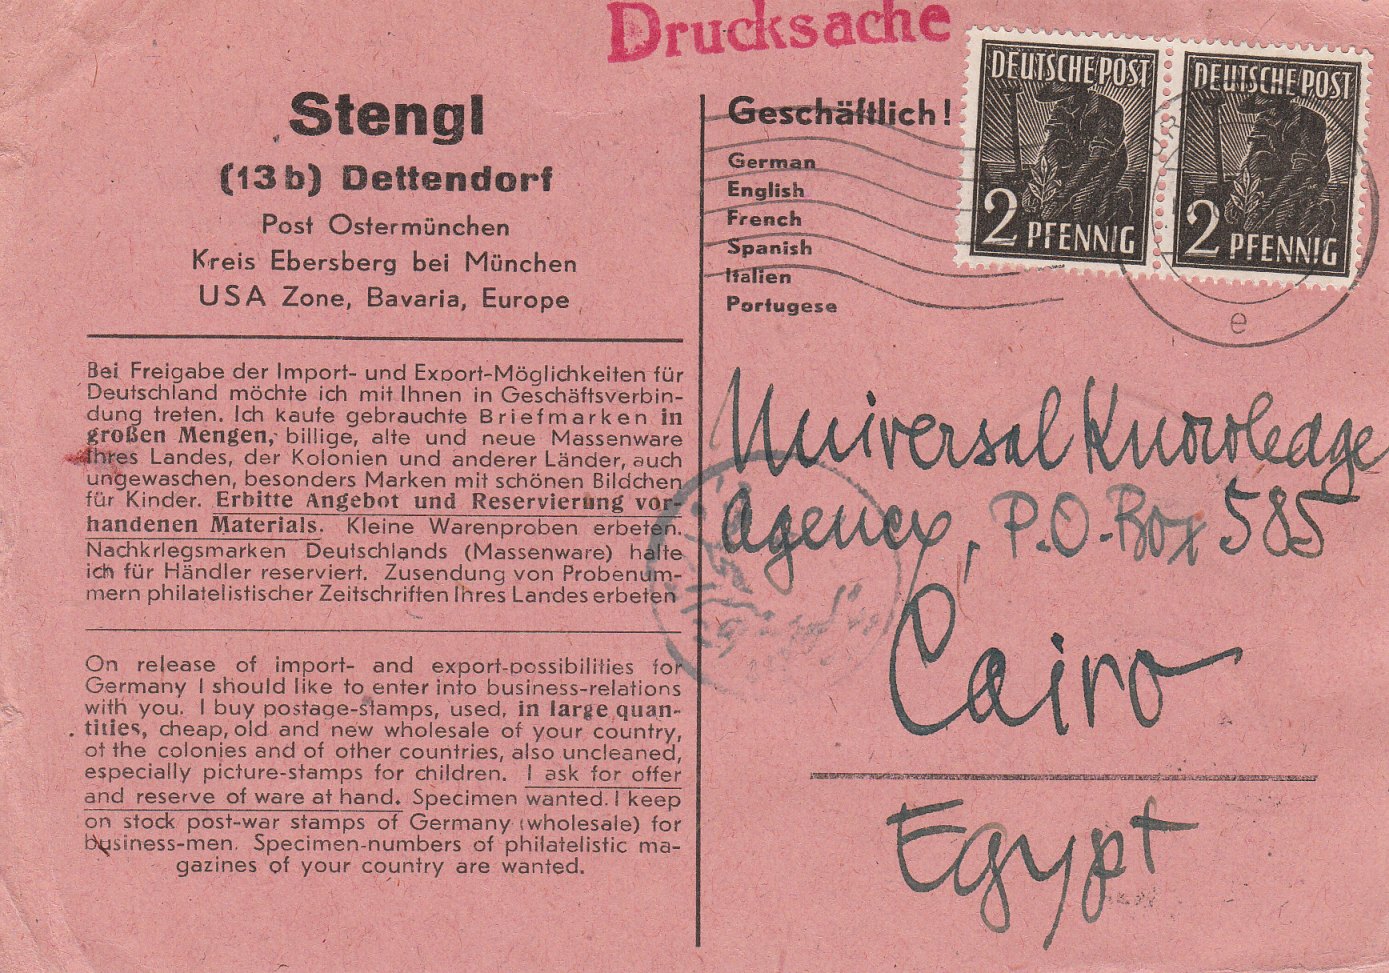 Drucksache
Stengl
(13b) Dettendorf
Post Ostermünchen
Kreis Ebersberg bei München
USA Zone, Bavaria, Europe
Bei Freigabe der Import- und Export-Möglichkeiten für
Deutschland möchte ich mit Ihnen in Geschäftsverbin-
dung treten. Ich kaufe gebrauchte Briefmarken in
großen Mengen, billige, alte und neue Massenware
Ihres Landes, der Kolonien und anderer Länder, auch
ungewaschen, besonders Marken mit schönen Bildchen
für Kinder. Erbitte Angebot und Reservierung vor-
handenen Materials. Kleine Warenproben erbeten.
Nachkriegsmarken Deutschlands (Massenware) halte
ich für Händler reserviert. Zusendung von Probenum-
mern philatelistischer Zeitschriften Ihres Landes erbeten
On release of import- and export-possibilities for
Germany I should like to enter into business-relations
with you. I buy postage-stamps, used, in large quan-
tities, cheap, old and new wholesale of your country,
ot the colonies and of other countries, also uncleaned,
especially picture-stamps for children. I ask for offer
and reserve of ware at hand. Specimen wanted. I keep
on stock post-war stamps of Germany (wholesale) for
business-men. Specimen-numbers of philatelistic ma-
gazines of your country are wanted.
Geschäftlich!
German
English
French
Spanish
Italien
Portugese
DEUTSCHE POST
2 PFENNIG
DEUTSCHE POST
2 PFENNIG
e
Universal Knowledge
Agency, P.O.-Box 585
Cairo
Egypt